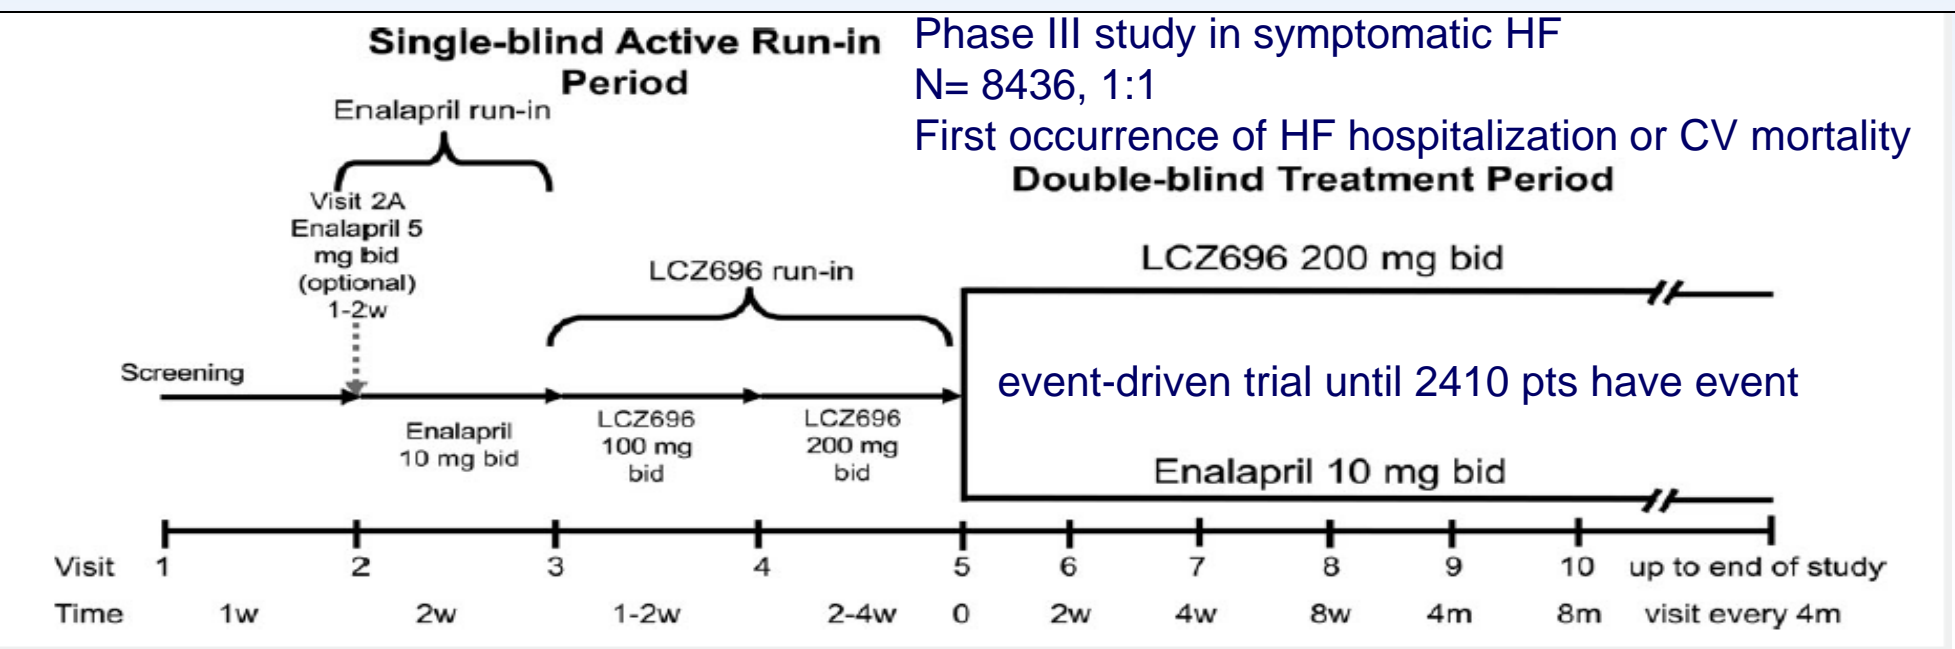 Single-blind Active Run-in
Period
Phase III study in symptomatic HF
N= 8436, 1:1
First occurrence of HF hospitalization or CV mortality
Enalapril run-in
Double-blind Treatment Period
Visit 2A
Enalapril 5
mg bid
(optional)
1-2w
LCZ696 run-in
LCZ696 200 mg bid
Screening
event-driven trial until 2410 pts have event
Enalapril
10 mg bid
LCZ696
100 mg
bid
LCZ696
200 mg
bid
Enalapril 10 mg bid
Visit 1 2 3 4 5 6 7 8 9 10 up to end of study
Time 1w 2w 1-2w 2-4w 0 2w 4w 8w 4m 8m visit every 4m